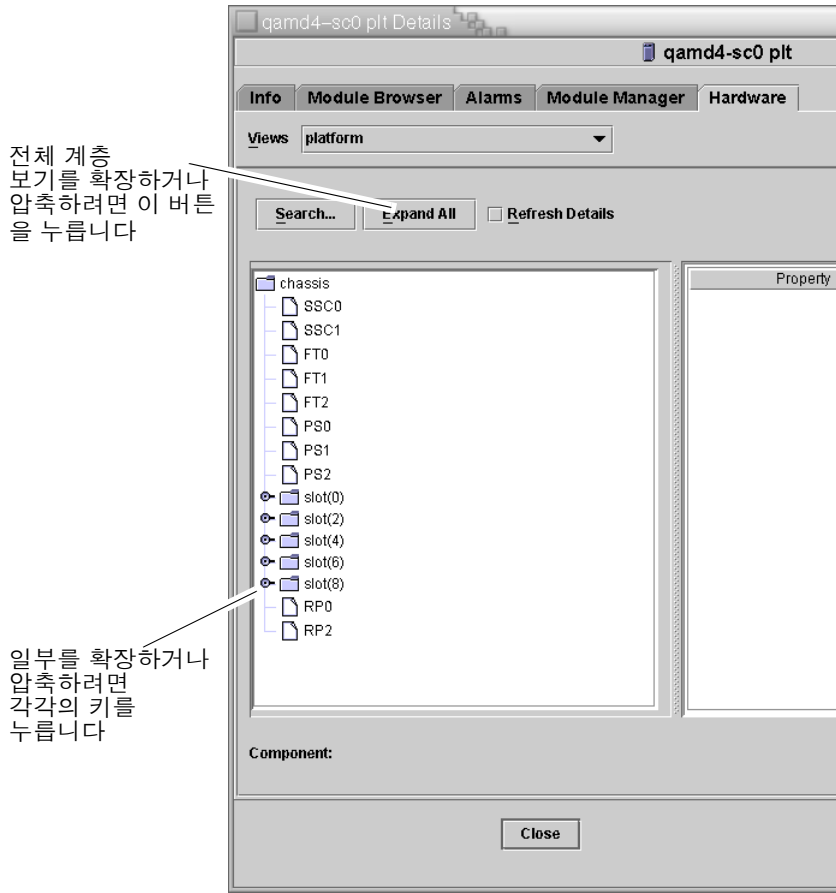 qamd4–sc0 plt Details
qamd4-sc0 plt
Info Module Browser Alarms Module Manager Hardware
Views platform
전체 계층
보기를 확장하거나
압축하려면 이 버튼
을 누릅니다
Search... Expand All Refresh Details
chassis
Property
SSC0
SSC1
FT0
FT1
FT2
PS0
PS1
PS2
slot(0)
slot(2)
slot(4)
slot(6)
slot(8)
RP0
RP2
일부를 확장하거나
압축하려면
각각의 키를
누릅니다
Component:
Close